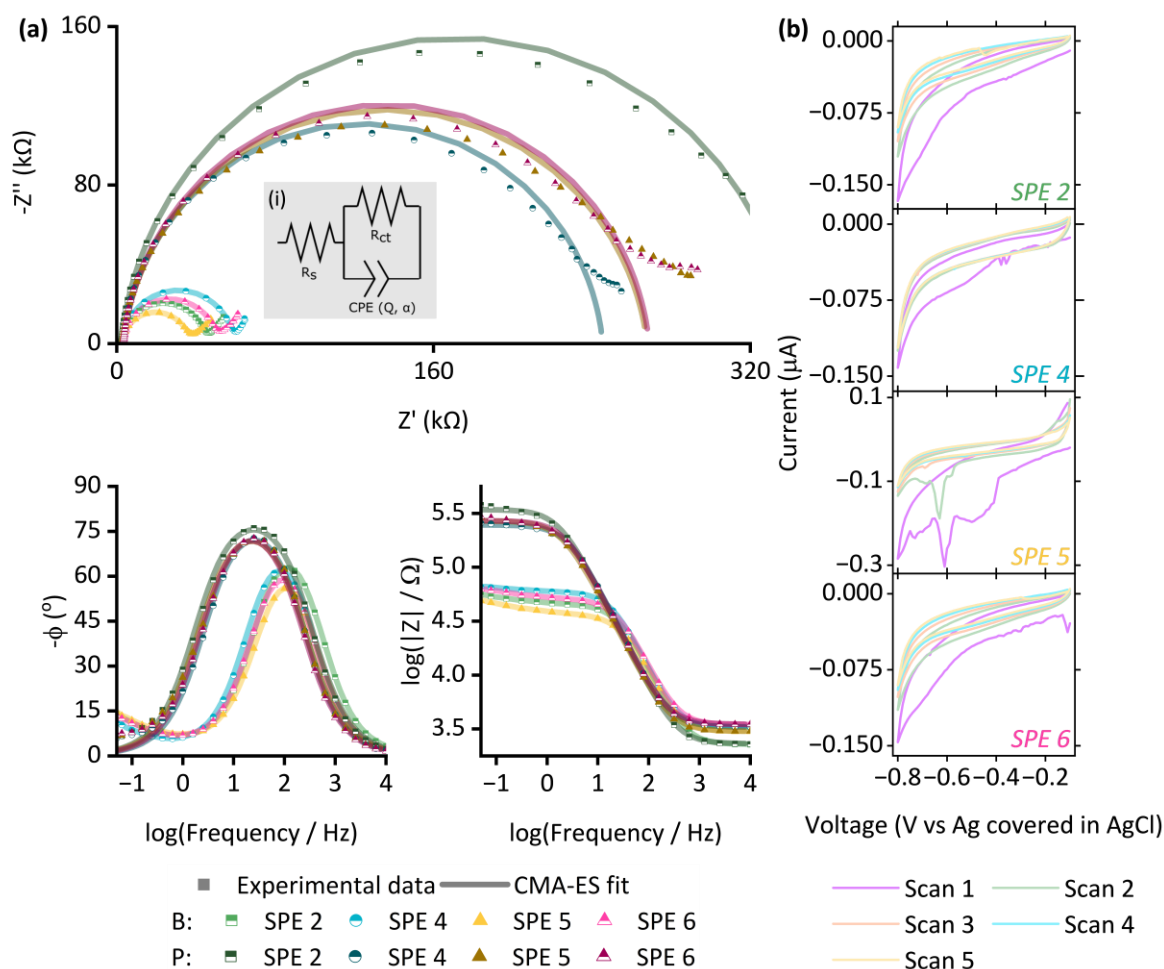 (a)
160
80
0
-Z'' (kΩ)
(i)
Rs
Rct
CPE (Q, α)
0
160
320
Z' (kΩ)
90
75
60
45
30
15
0
-ϕ (°)
−1
0
1
2
3
4
log(Frequency / Hz)
5.5
5.0
4.5
4.0
3.5
log(|Z| / Ω)
−1
0
1
2
3
4
log(Frequency / Hz)
Experimental data
CMA-ES fit
B:
SPE 2
SPE 4
SPE 5
SPE 6
P:
SPE 2
SPE 4
SPE 5
SPE 6
(b)
0.000
−0.075
−0.150
SPE 2
0.000
−0.075
−0.150
SPE 4
0.1
−0.1
−0.3
SPE 5
0.000
−0.075
−0.150
SPE 6
Current (μA)
−0.8
−0.6
−0.4
−0.2
Voltage (V vs Ag covered in AgCl)
Scan 1
Scan 2
Scan 3
Scan 4
Scan 5